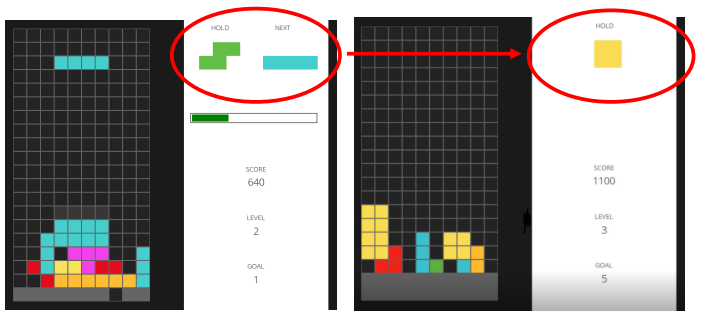 HOLD NEXT
SCORE
640
LEVEL
2
GOAL
1
HOLD
SCORE
1100
LEVEL
3
GOAL
5